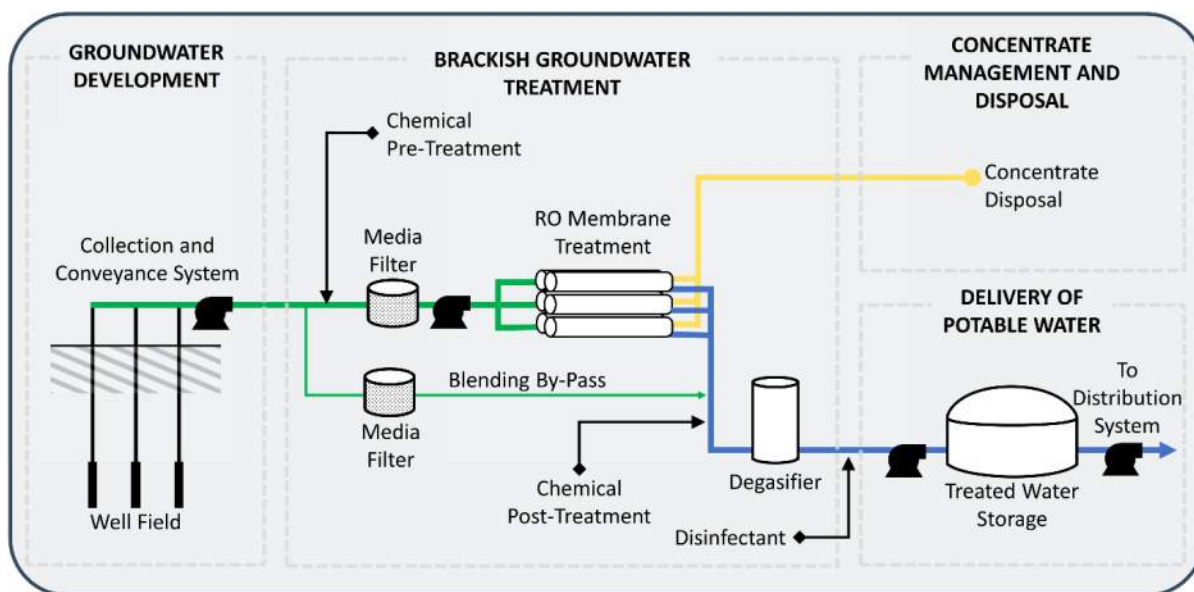 GROUNDWATER
DEVELOPMENT
BRACKISH GROUNDWATER
TREATMENT
CONCENTRATE
MANAGEMENT AND
DISPOSAL
Chemical
Pre-Treatment
Concentrate
Disposal
RO Membrane
Treatment
Media
Filter
Collection and
Conveyance System
DELIVERY OF
POTABLE WATER
Blending By-Pass
To
Distribution
System
Media
Filter
Degasifier
Treated Water
Storage
Chemical
Post-Treatment
Well Field
Disinfectant